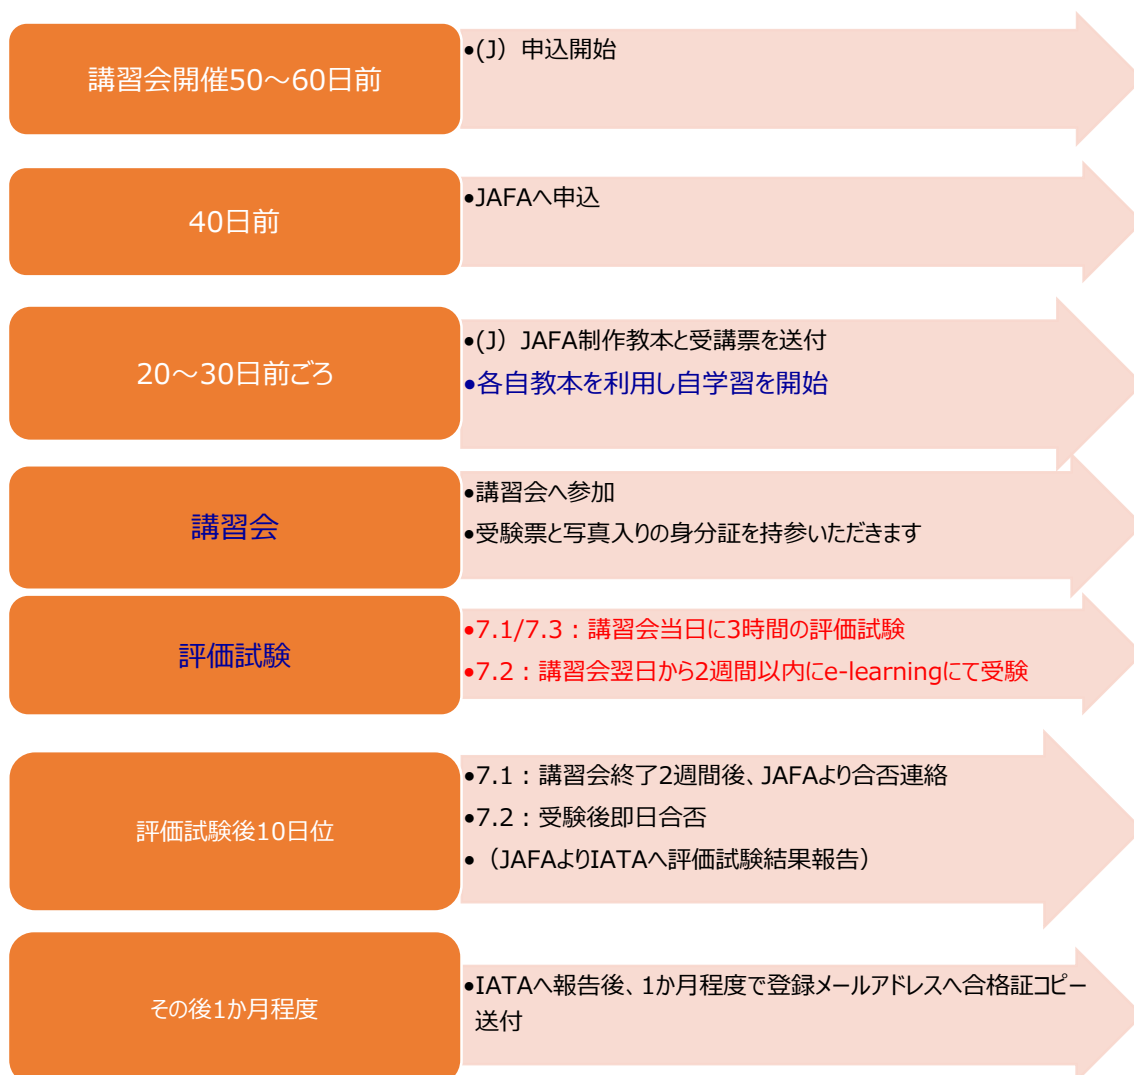 講習会開催50～60日前
•(J）申込開始
40日前
•JAFAへ申込
20～30日前ごろ
•(J）JAFA制作教本と受講票を送付
•各自教本を利用し自学習を開始
講習会
•講習会へ参加
•受験票と写真入りの身分証を持参いただきます
評価試験
•7.1/7.3：講習会当日に3時間の評価試験
•7.2：講習会翌日から2週間以内にe-learningにて受験
評価試験後10日位
•7.1：講習会終了2週間後、JAFAより合否連絡
•7.2：受験後即日合否
•（JAFAよりIATAへ評価試験結果報告）
その後1か月程度
•IATAへ報告後、1か月程度で登録メールアドレスへ合格証コピー
送付